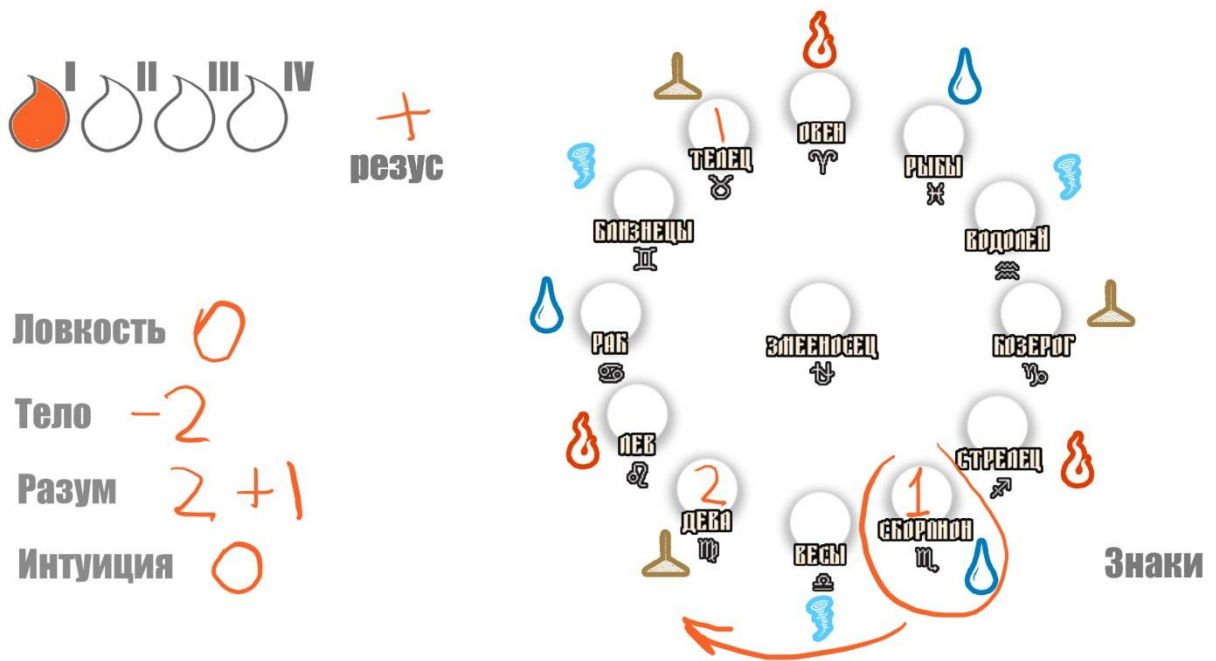 I II III IV
+
резус
Ловкость 0
Тело -2
Разум 2 +1
Интуиция 0
ОВЕН
1
ТЕЛЕЦ
РЫБЫ
БЛИЗНЕЦЫ
ВОДОЛЕЙ
РАК
ЗМЕЕНОСЕЦ
КОЗЕРОГ
ЛЕВ
СТРЕЛЕЦ
2
ДЕВА
ВЕСЫ
1
СКОРПИОН
Знаки